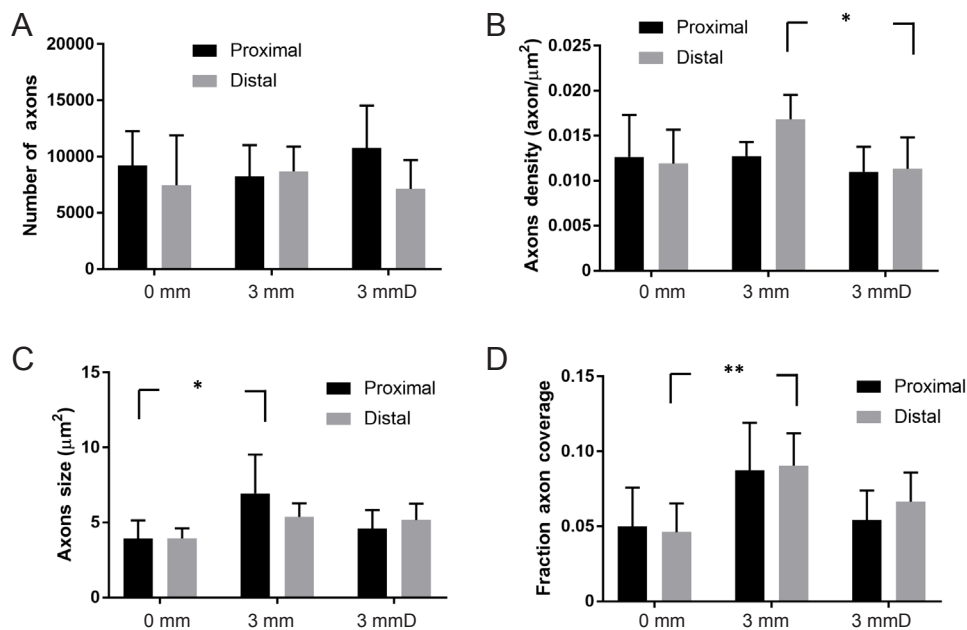 A
Number of axons
20000
15000
10000
5000
0
Proximal
Distal
0 mm
3 mm
3 mmD
B
Axons density (axon/μm²)
0.025
0.020
0.015
0.010
0.005
0
Proximal
Distal
*
0 mm
3 mm
3 mmD
C
Axons size (μm²)
15
10
5
0
*
Proximal
Distal
0 mm
3 mm
3 mmD
D
Fraction axon coverage
0.15
0.10
0.05
0
**
Proximal
Distal
0 mm
3 mm
3 mmD